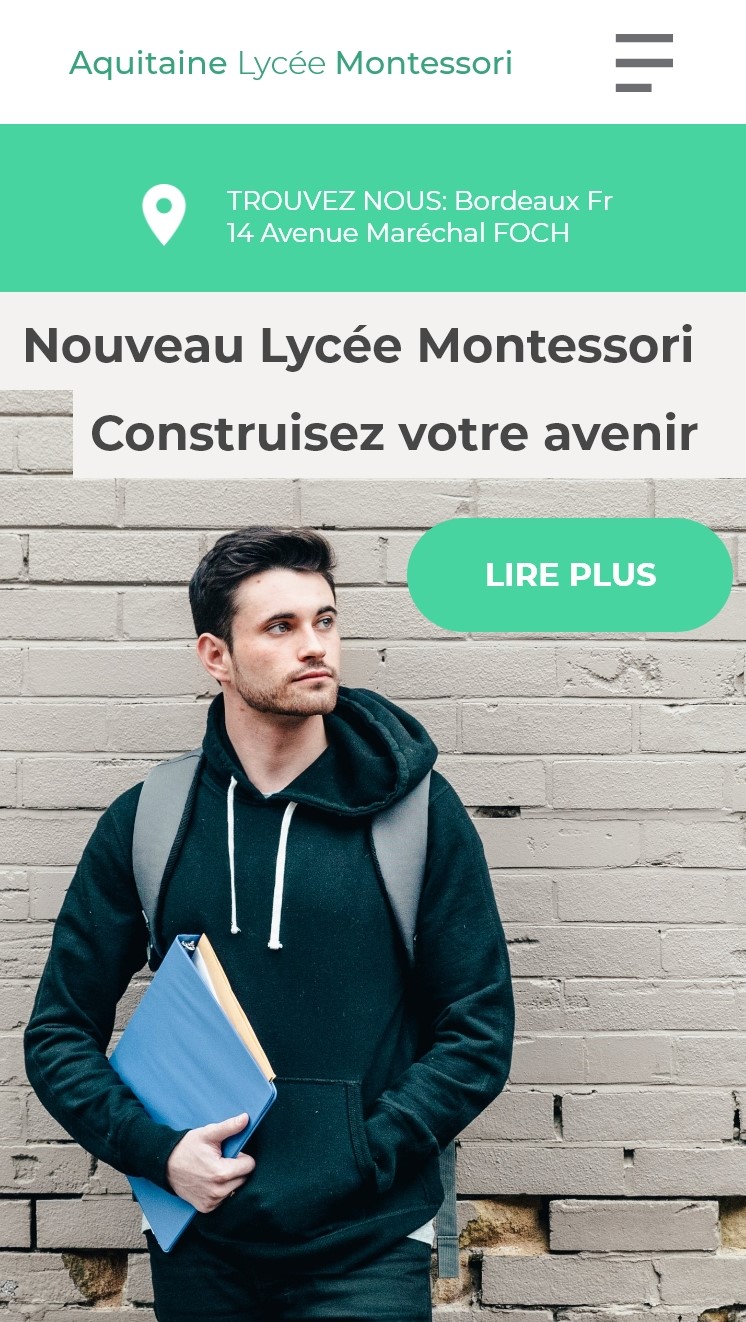 Aquitaine Lycée Montessori
TROUVEZ NOUS: Bordeaux Fr
14 Avenue Maréchal FOCH
Nouveau Lycée Montessori
Construisez votre avenir
LIRE PLUS